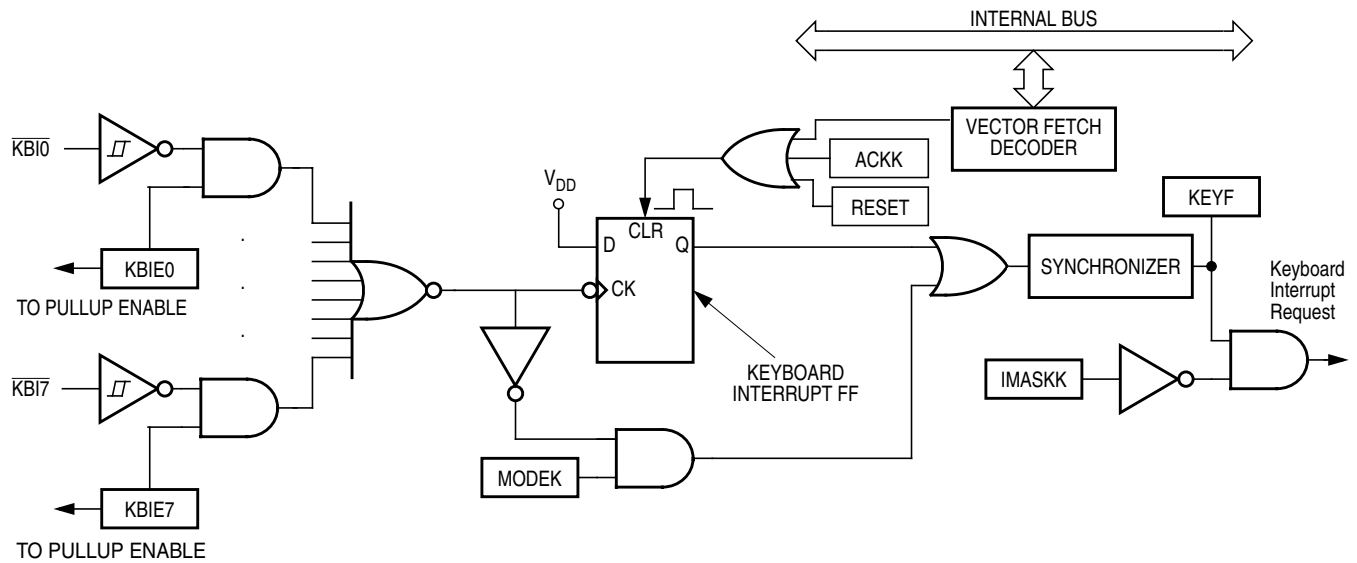 INTERNAL BUS
VECTOR FETCH
DECODER
KBI0
ACKK
VDD
RESET
KEYF
CLR
D
Q
KBIE0
SYNCHRONIZER
TO PULLUP ENABLE
CK
Keyboard
Interrupt
Request
KBI7
KEYBOARD
INTERRUPT FF
IMASKK
MODEK
KBIE7
TO PULLUP ENABLE